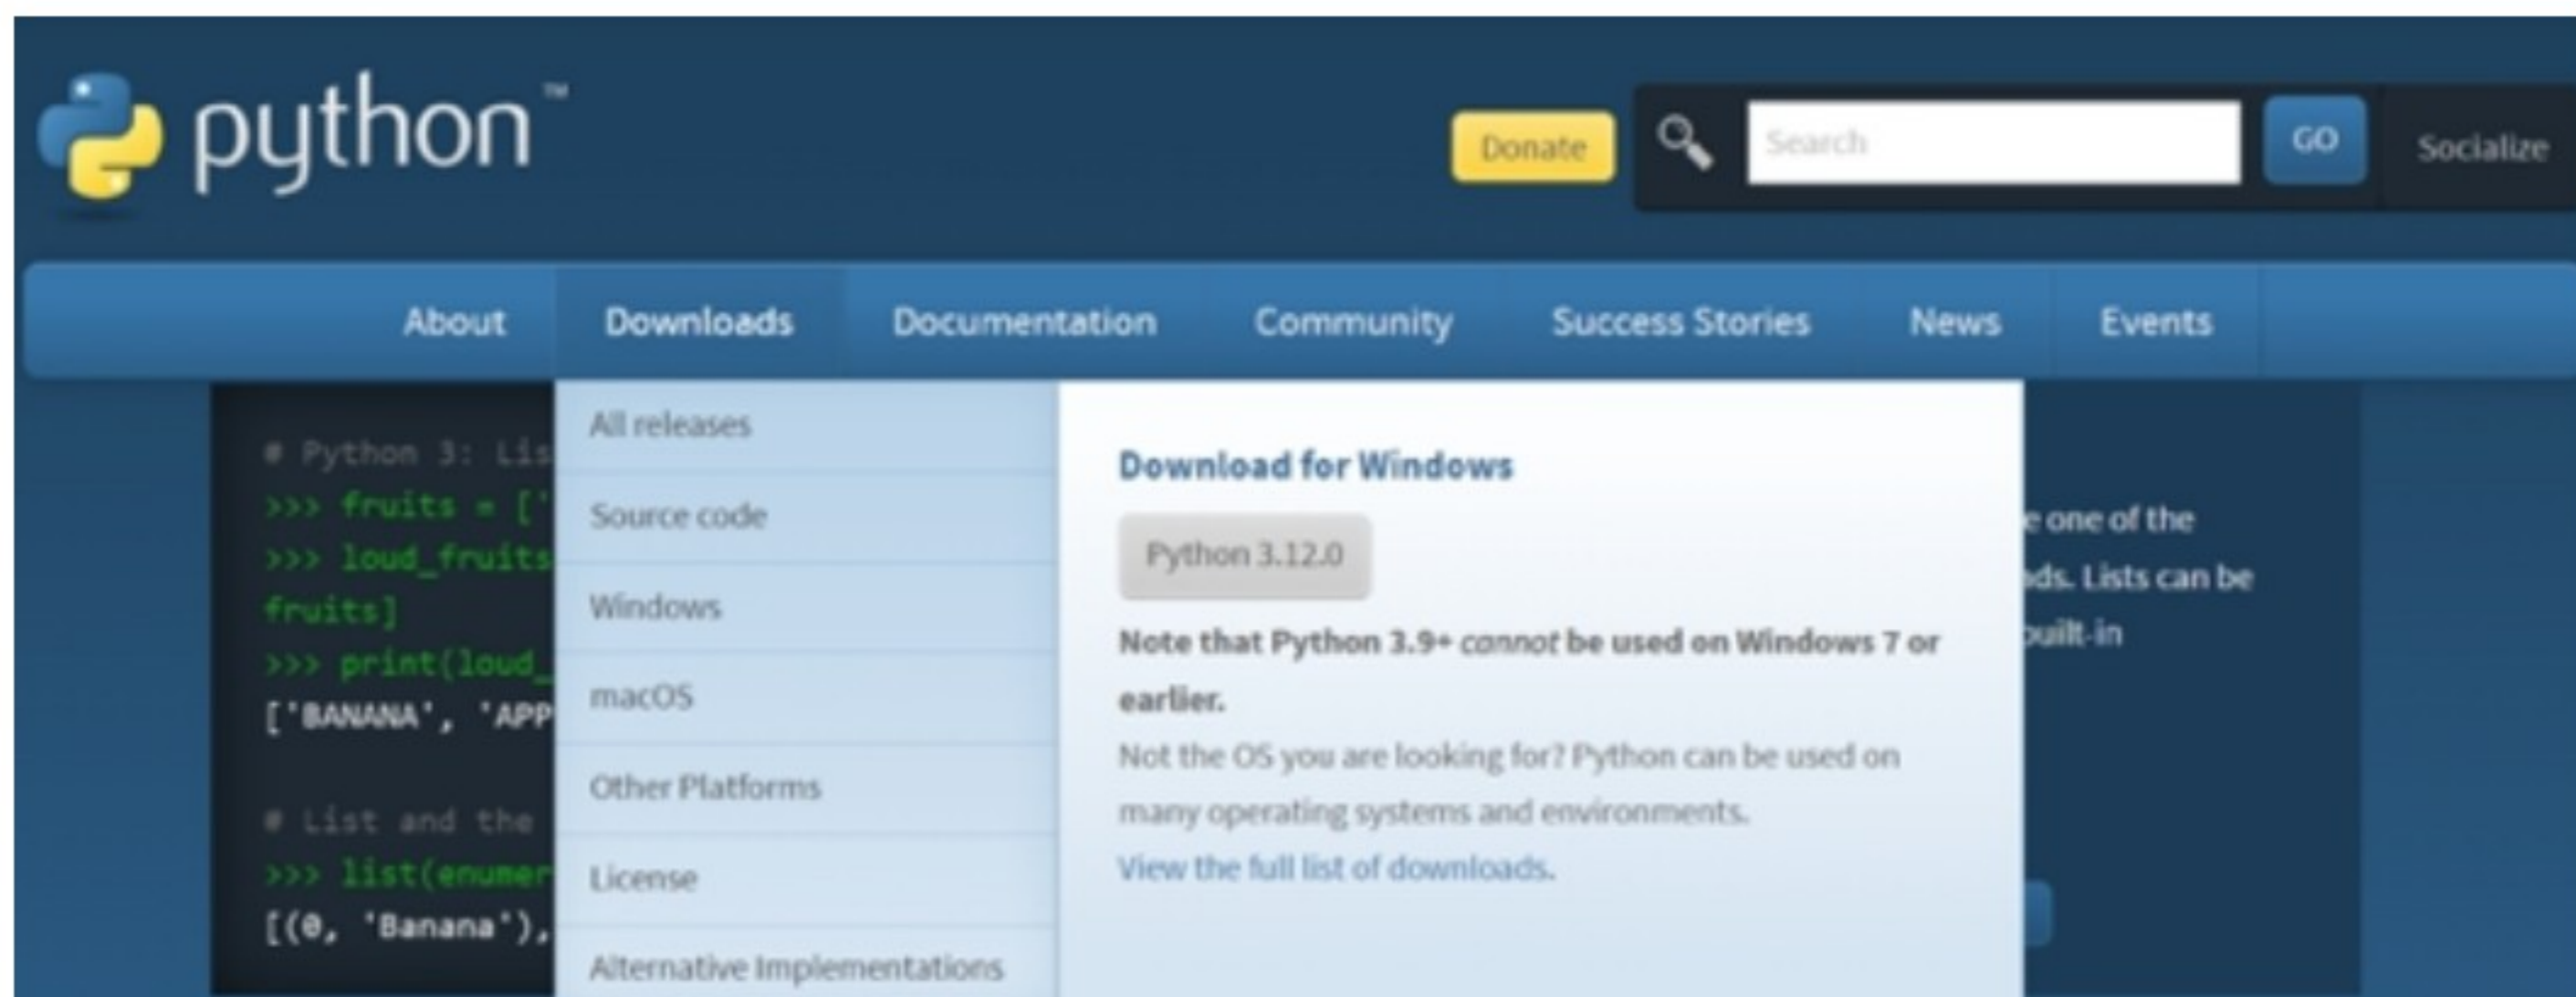 python™
Donate
Search
GO
Socialize
About
Downloads
Documentation
Community
Success Stories
News
Events
# Python 3: Lis
>>> fruits = ['
>>> loud_fruits
fruits]
>>> print(loud_
['BANANA', 'APP
# List and the
>>> list(enumer
[(0, 'Banana'),
All releases
Source code
Windows
macOS
Other Platforms
License
Alternative Implementations
Download for Windows
Python 3.12.0
Note that Python 3.9+ cannot be used on Windows 7 or
earlier.
Not the OS you are looking for? Python can be used on
many operating systems and environments.
View the full list of downloads.
e one of the
ds. Lists can be
built-in